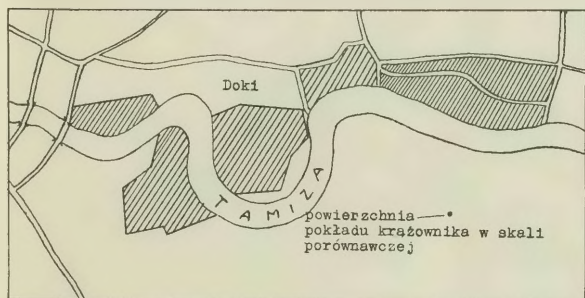 Doki
TAMIZA
powierzchnia
pokładu krążownika w skali
porównawczej